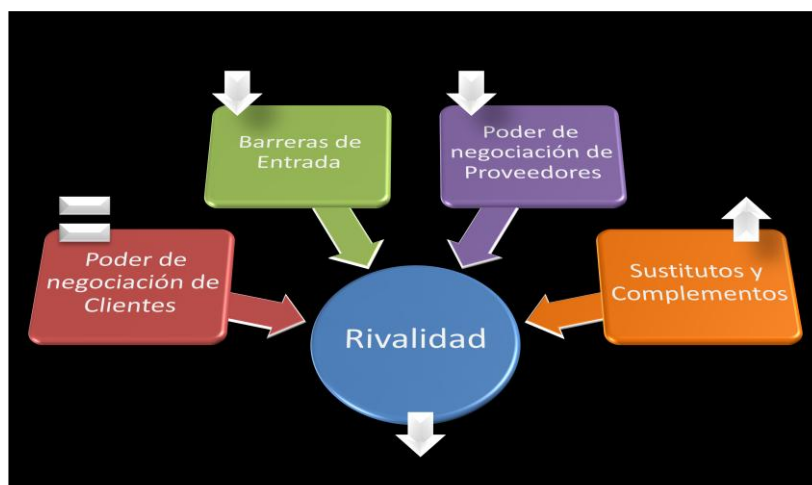 Barreras de
Entrada
Poder de
negociación de
Proveedores
Poder de
negociación de
Clientes
Sustitutos y
Complementos
Rivalidad